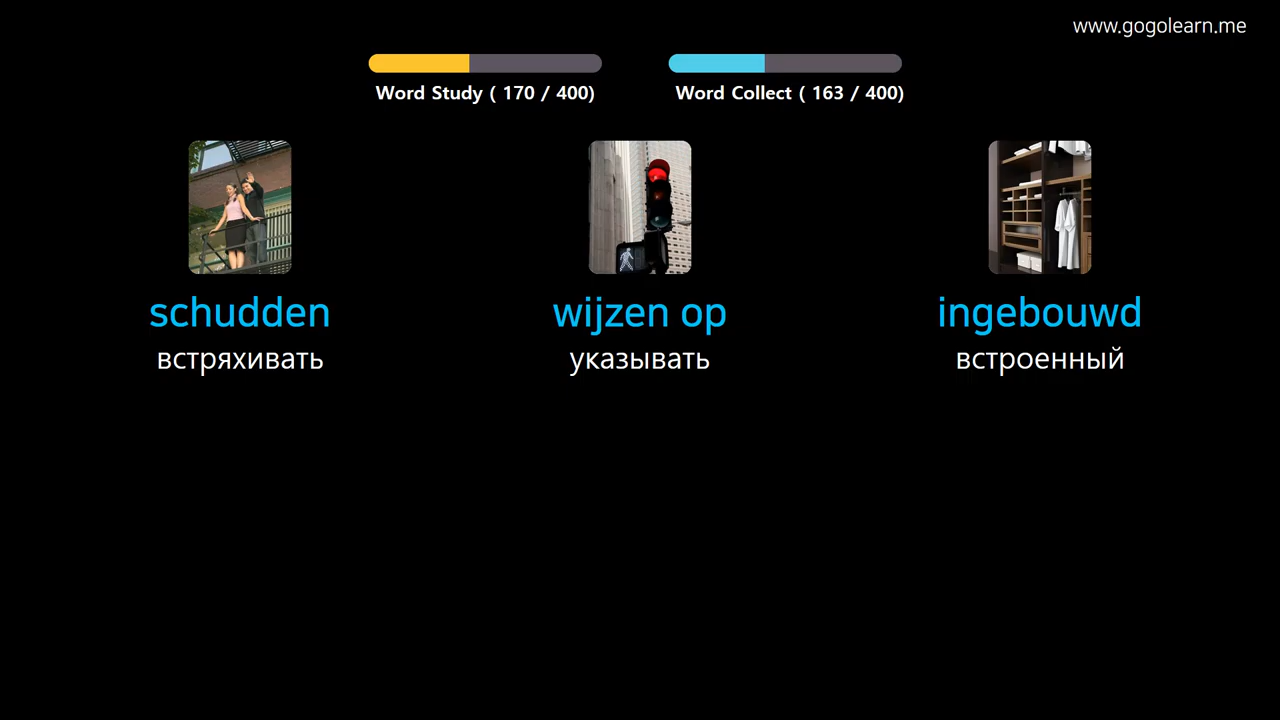 www.gogolearn.me
Word Study ( 170 / 400)
Word Collect ( 163 / 400)
schudden
встряхивать
wijzen op
указывать
ingebouwd
встроенный